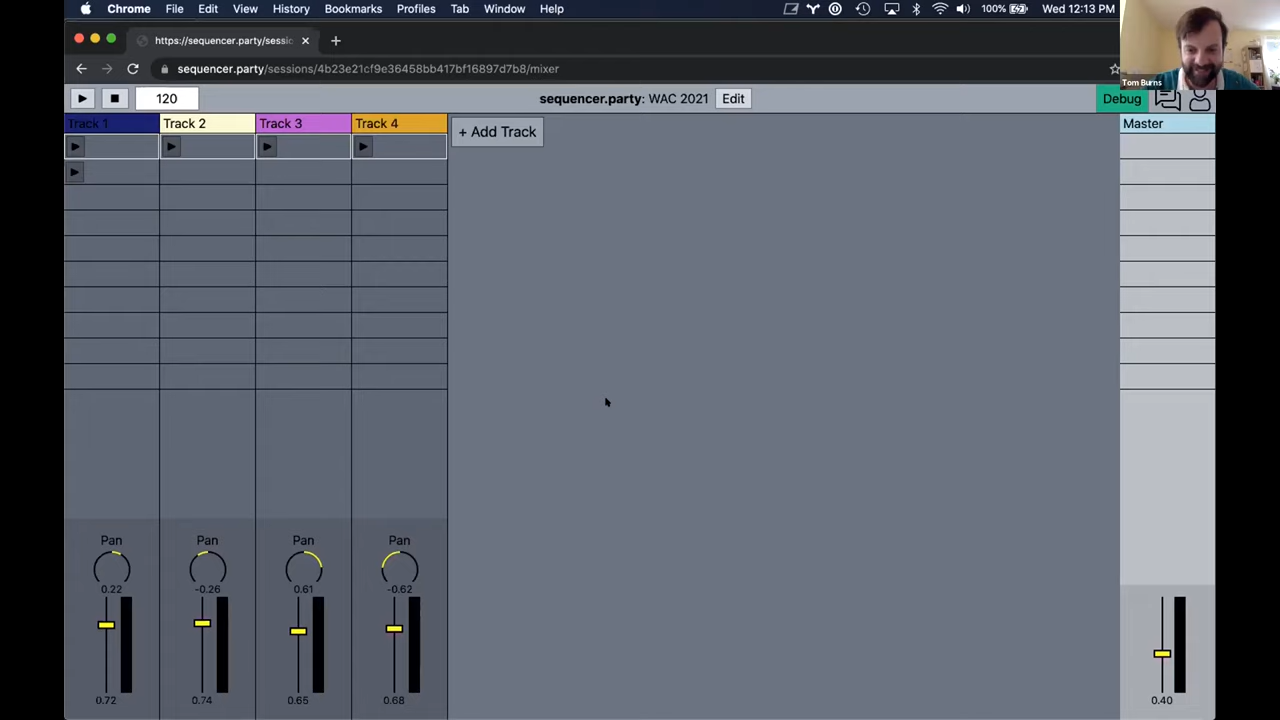 Chrome File Edit View History Bookmarks Profiles Tab Window Help 100% Wed 12:13 PM
https://sequencer.party/sessi
sequencer.party/sessions/4b23e21cf9e36458bb417bf16897d7b8/mixer
Tom Burns
120 sequencer.party: WAC 2021 Edit Debug
Track 1 Track 2 Track 3 Track 4 + Add Track Master
Pan Pan Pan Pan
0.22 -0.26 0.61 -0.62
0.72 0.74 0.65 0.68 0.40